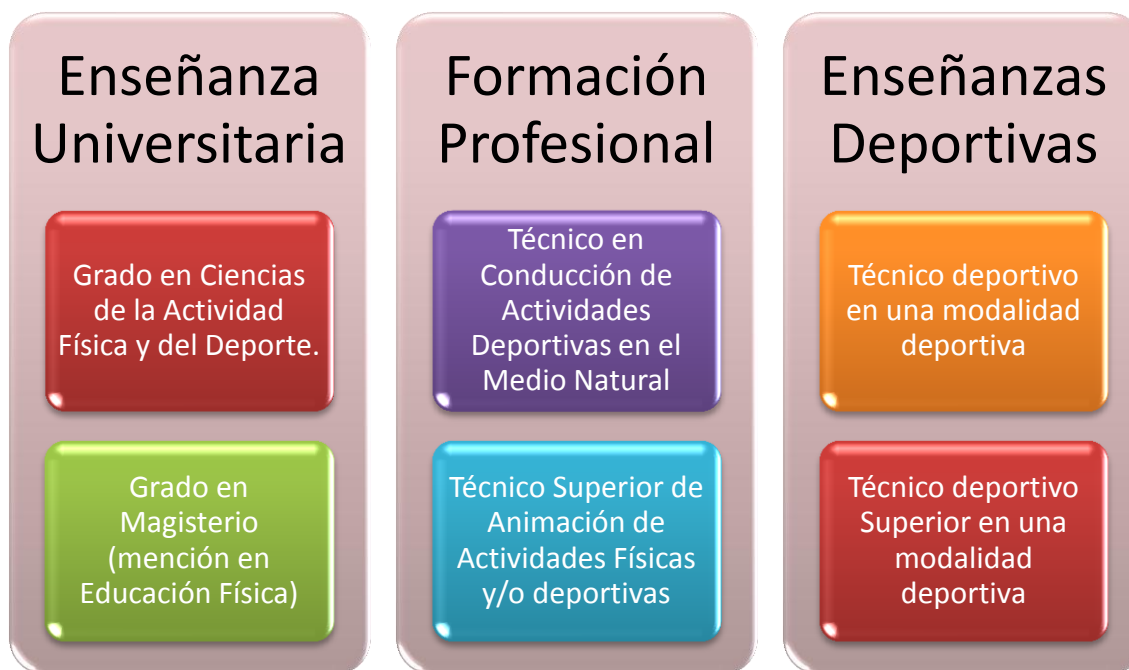 Enseñanza
Universitaria
Grado en Ciencias
de la Actividad
Física y del Deporte.
Grado en
Magisterio
(mención en
Educación Física)
Formación
Profesional
Técnico en
Conducción de
Actividades
Deportivas en el
Medio Natural
Técnico Superior de
Animación de
Actividades Físicas
y/o deportivas
Enseñanzas
Deportivas
Técnico deportivo
en una modalidad
deportiva
Técnico deportivo
Superior en una
modalidad
deportiva